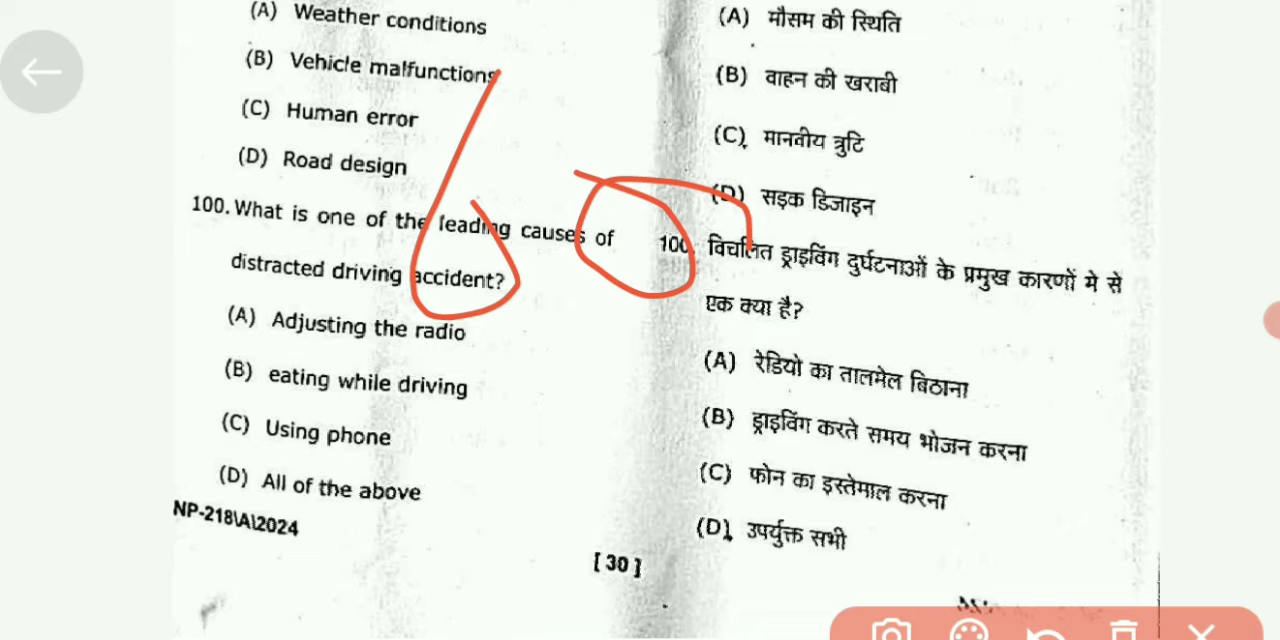 (A) Weather conditions
(B) Vehicle malfunctions
(C) Human error
(D) Road design
100. What is one of the leading causes of
distracted driving accident?
(A) Adjusting the radio
(B) eating while driving
(C) Using phone
(D) All of the above
NP-218\A\2024
(A) मौसम की स्थिति
(B) वाहन की खराबी
(C) मानवीय त्रुटि
(D) सड़क डिजाइन
100. विचलित ड्राइविंग दुर्घटनाओं के प्रमुख कारणों मे से
एक क्या है?
(A) रेडियो का तालमेल बिठाना
(B) ड्राइविंग करते समय भोजन करना
(C) फोन का इस्तेमाल करना
(D) उपर्युक्त सभी
[ 30 ]